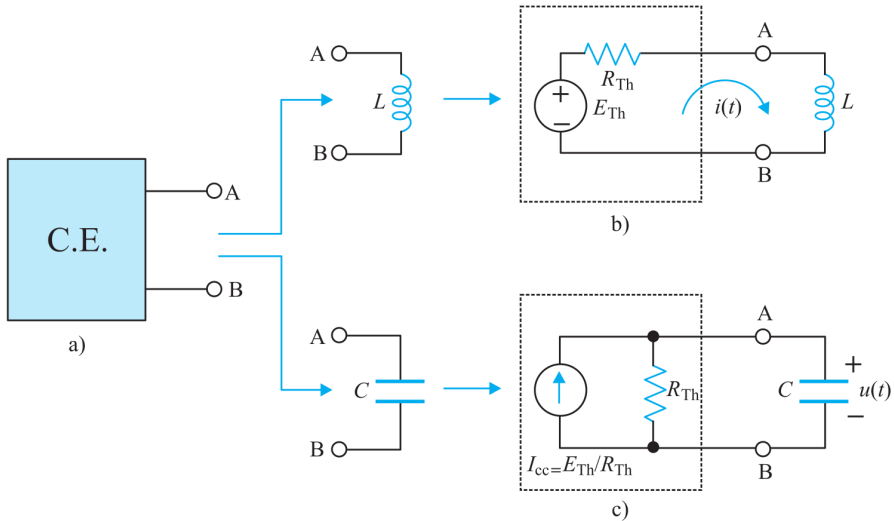 C.E.
A
B
a)
A
L
B
A
R_Th
+
E_Th
−
i(t)
L
B
b)
A
C
B
A
R_Th
C
+
u(t)
−
I_cc=E_Th/R_Th
B
c)